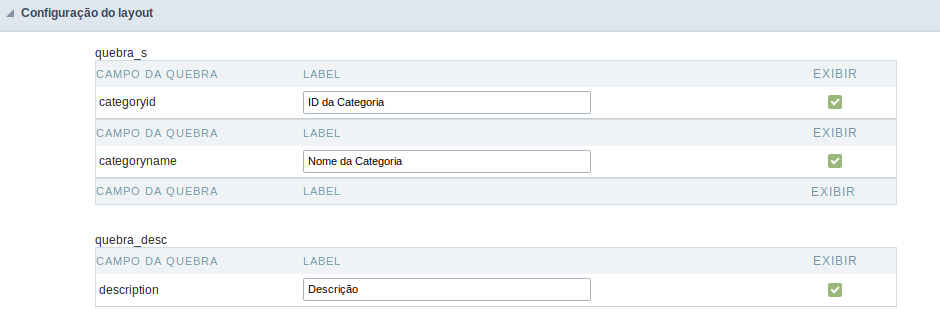 Configuração do layout
quebra_s
CAMPO DA QUEBRA LABEL EXIBIR
categoryid ID da Categoria
CAMPO DA QUEBRA LABEL EXIBIR
categoryname Nome da Categoria
CAMPO DA QUEBRA LABEL EXIBIR
quebra_desc
CAMPO DA QUEBRA LABEL EXIBIR
description Descrição